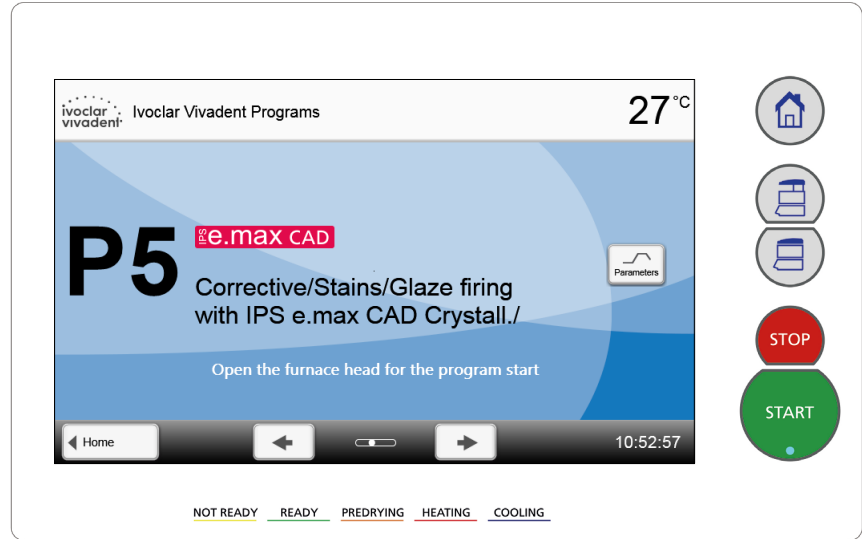 ivoclar
vivadent
Ivoclar Vivadent Programs
27°C
P5
IPS e.max CAD
Corrective/Stains/Glaze firing
with IPS e.max CAD Crystall./
Parameters
Open the furnace head for the program start
Home
10:52:57
STOP
START
NOT READY READY PREDRYING HEATING COOLING